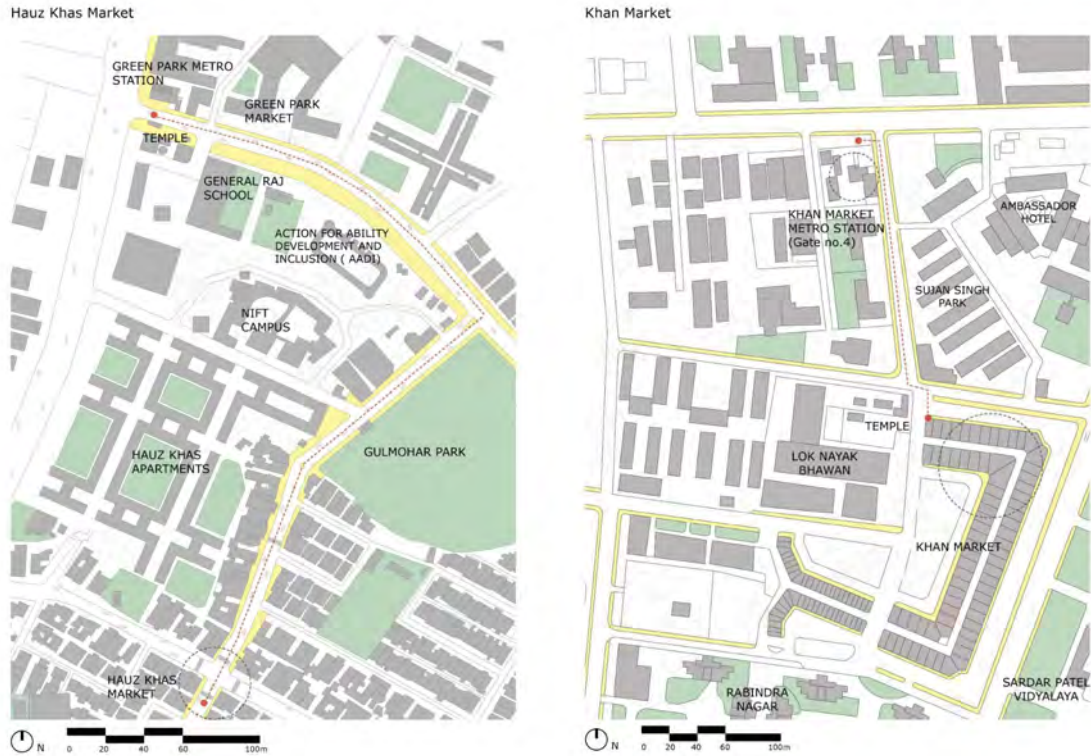 Hauz Khas Market
GREEN PARK METRO
STATION
GREEN PARK
MARKET
TEMPLE
GENERAL RAJ
SCHOOL
ACTION FOR ABILITY
DEVELOPMENT AND
INCLUSION ( AADI)
NIFT
CAMPUS
HAUZ KHAS
APARTMENTS
GULMOHAR PARK
HAUZ KHAS
MARKET
N
0 20 40 60 100m
Khan Market
KHAN MARKET
METRO STATION
(Gate no.4)
AMBASSADOR
HOTEL
SUJAN SINGH
PARK
TEMPLE
LOK NAYAK
BHAWAN
KHAN MARKET
RABINDRA
NAGAR
SARDAR PATEL
VIDYALAYA
N
0 20 40 60 100m